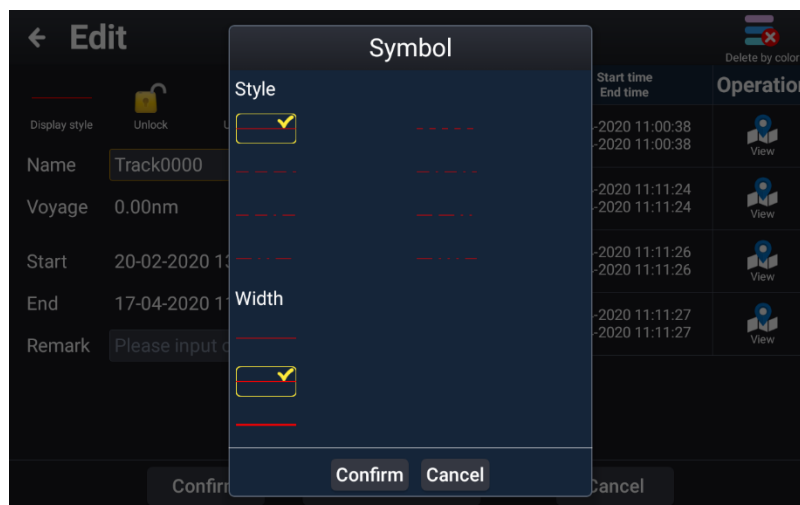 Edit
Symbol
Delete by color
Style
Start time
End time
Operation
Display style
Unlock
-2020 11:00:38
-2020 11:00:38
View
Name
Track0000
Voyage
0.00nm
-2020 11:11:24
-2020 11:11:24
View
Start
20-02-2020 13
-2020 11:11:26
-2020 11:11:26
View
End
17-04-2020 11
Width
-2020 11:11:27
-2020 11:11:27
View
Remark
Please input
Confirm
Cancel
Confirm
Cancel